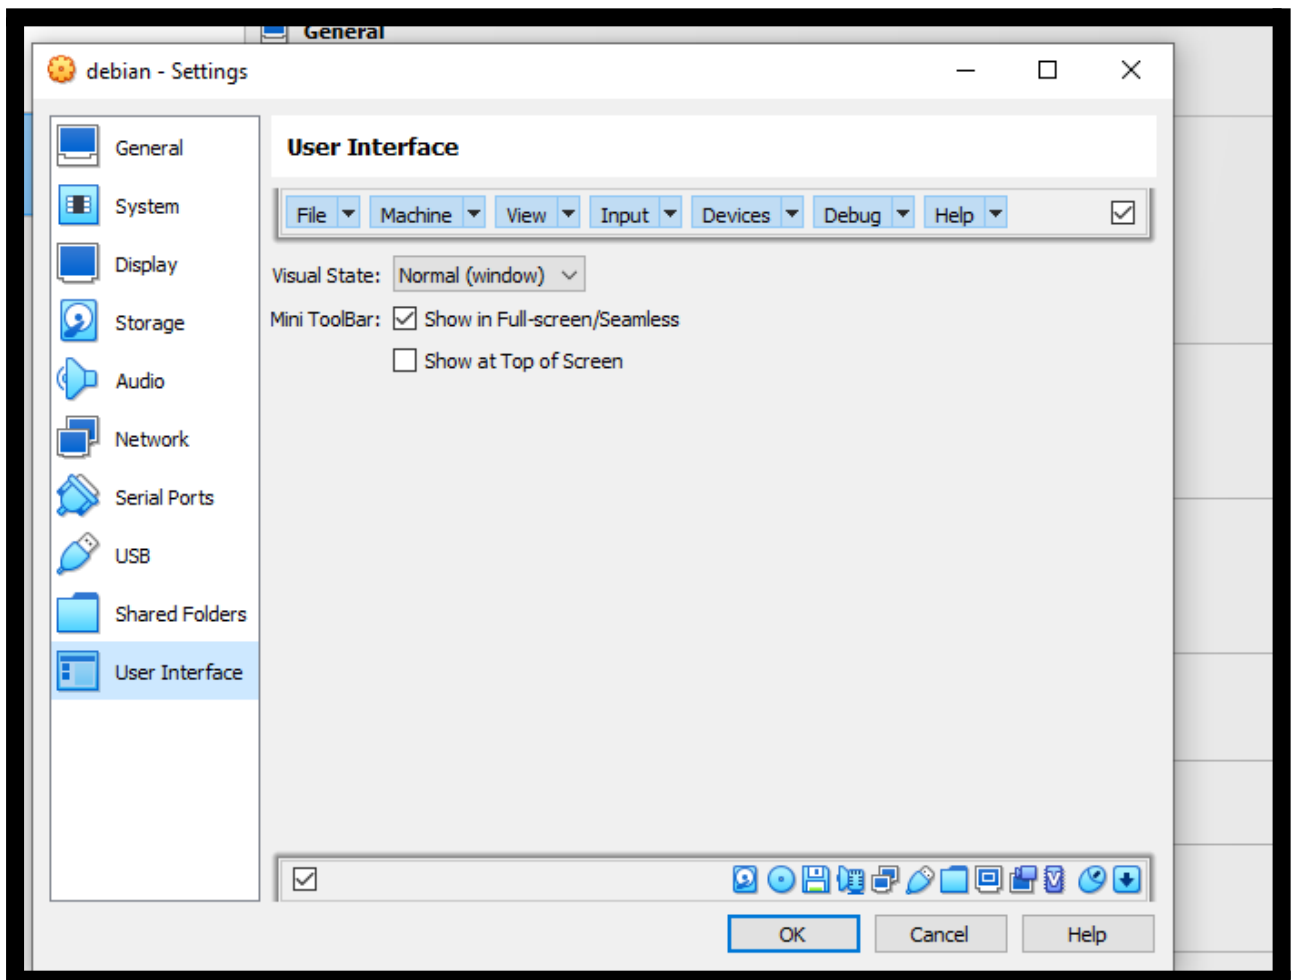 General
debian - Settings
General
System
Display
Storage
Audio
Network
Serial Ports
USB
Shared Folders
User Interface
User Interface
File Machine View Input Devices Debug Help
Visual State: Normal (window)
Mini ToolBar: Show in Full-screen/Seamless
Show at Top of Screen
OK Cancel Help